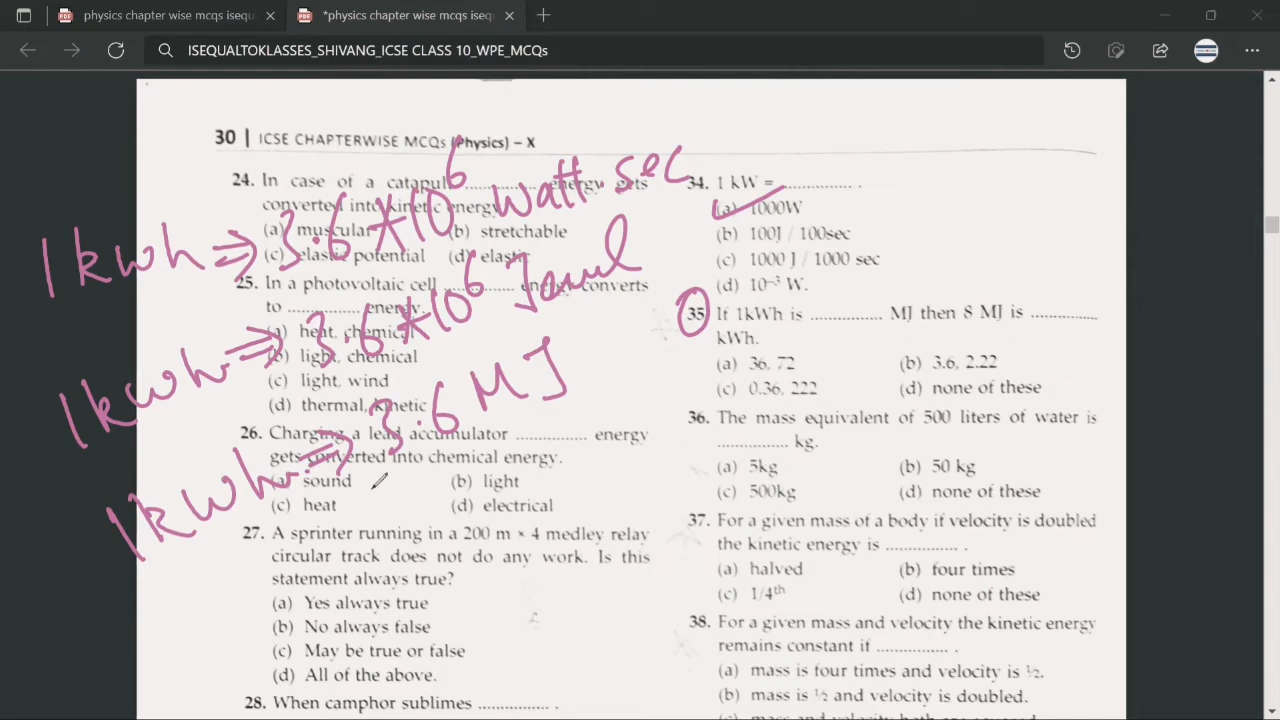 physics chapter wise mcqs isequ
*physics chapter wise mcqs isequ
ISEQUALTOKLASSES_SHIVANG_ICSE CLASS 10_WPE_MCQs
30 | ICSE CHAPTERWISE MCQs (Physics) – X
24. In case of a catapult ............... energy gets
converted into kinetic energy
(a) muscular (b) stretchable
(c) elastic potential (d) elastic
25. In a photovoltaic cell ............... energy converts
to ............... energy.
(a) heat, chemical
(b) light, chemical
(c) light, wind
(d) thermal, kinetic
26. Charging a lead accumulator ............... energy
gets converted into chemical energy.
(a) sound (b) light
(c) heat (d) electrical
27. A sprinter running in a 200 m × 4 medley relay
circular track does not do any work. Is this
statement always true?
(a) Yes always true
(b) No always false
(c) May be true or false
(d) All of the above.
28. When camphor sublimes ............... .
34. 1 kW = ............... .
(a) 1000W
(b) 100J / 100sec
(c) 1000 J / 1000 sec
(d) 10⁻³ W.
35 If 1kWh is ............... MJ then 8 MJ is ...............
kWh.
(a) 36, 72 (b) 3.6, 2.22
(c) 0.36, 222 (d) none of these
36. The mass equivalent of 500 liters of water is
............... kg.
(a) 5kg (b) 50 kg
(c) 500kg (d) none of these
37. For a given mass of a body if velocity is doubled
the kinetic energy is ............... .
(a) halved (b) four times
(c) 1/4ᵗʰ (d) none of these
38. For a given mass and velocity the kinetic energy
remains constant if ............... .
(a) mass is four times and velocity is ½.
(b) mass is ½ and velocity is doubled.
1kwh ⇒ 3.6*10⁶ watt sec
1kwh ⇒ 3.6*10⁶ Joul
1kwh ⇒ 3.6 MJ